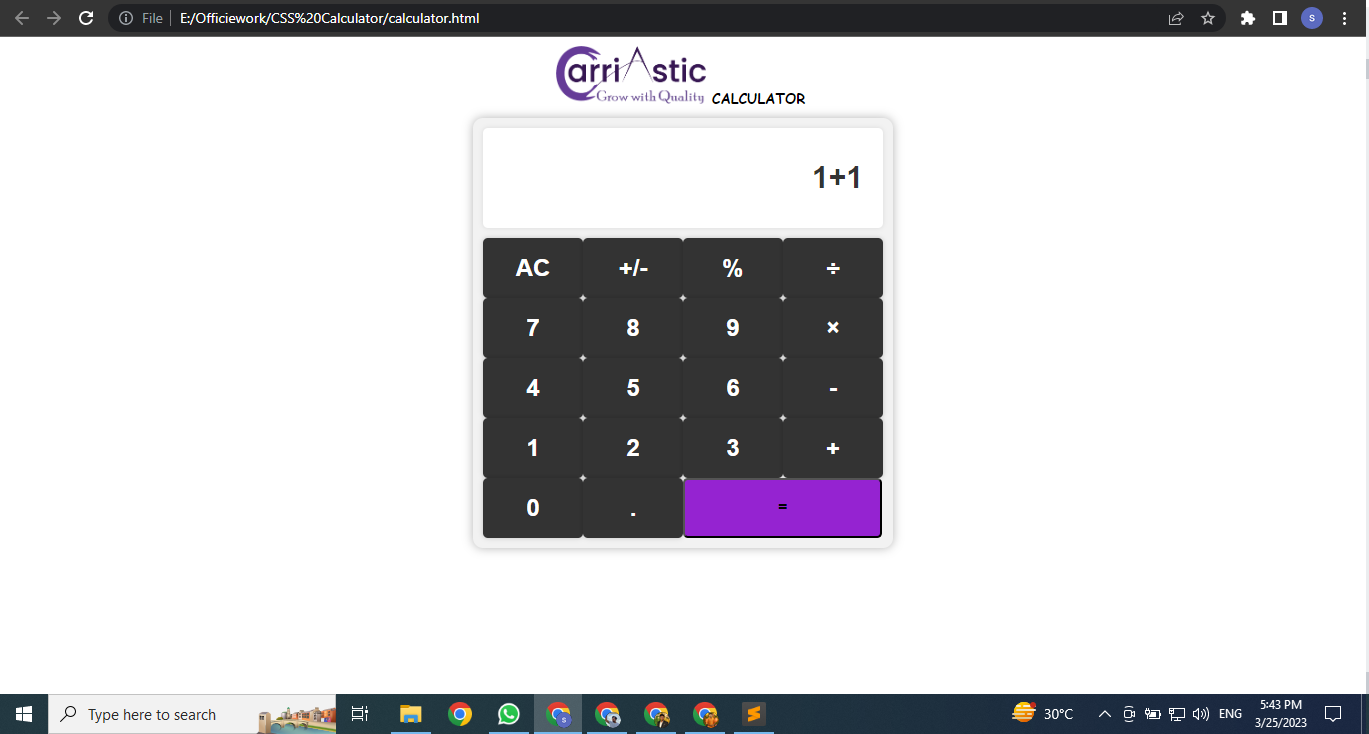 File E:/Officiework/CSS%20Calculator/calculator.html
S
CarriAstic
Grow with Quality CALCULATOR
1+1
AC +/- % ÷
7 8 9 ×
4 5 6 -
1 2 3 +
0 . =
Type here to search
30°C
ENG
5:43 PM
3/25/2023